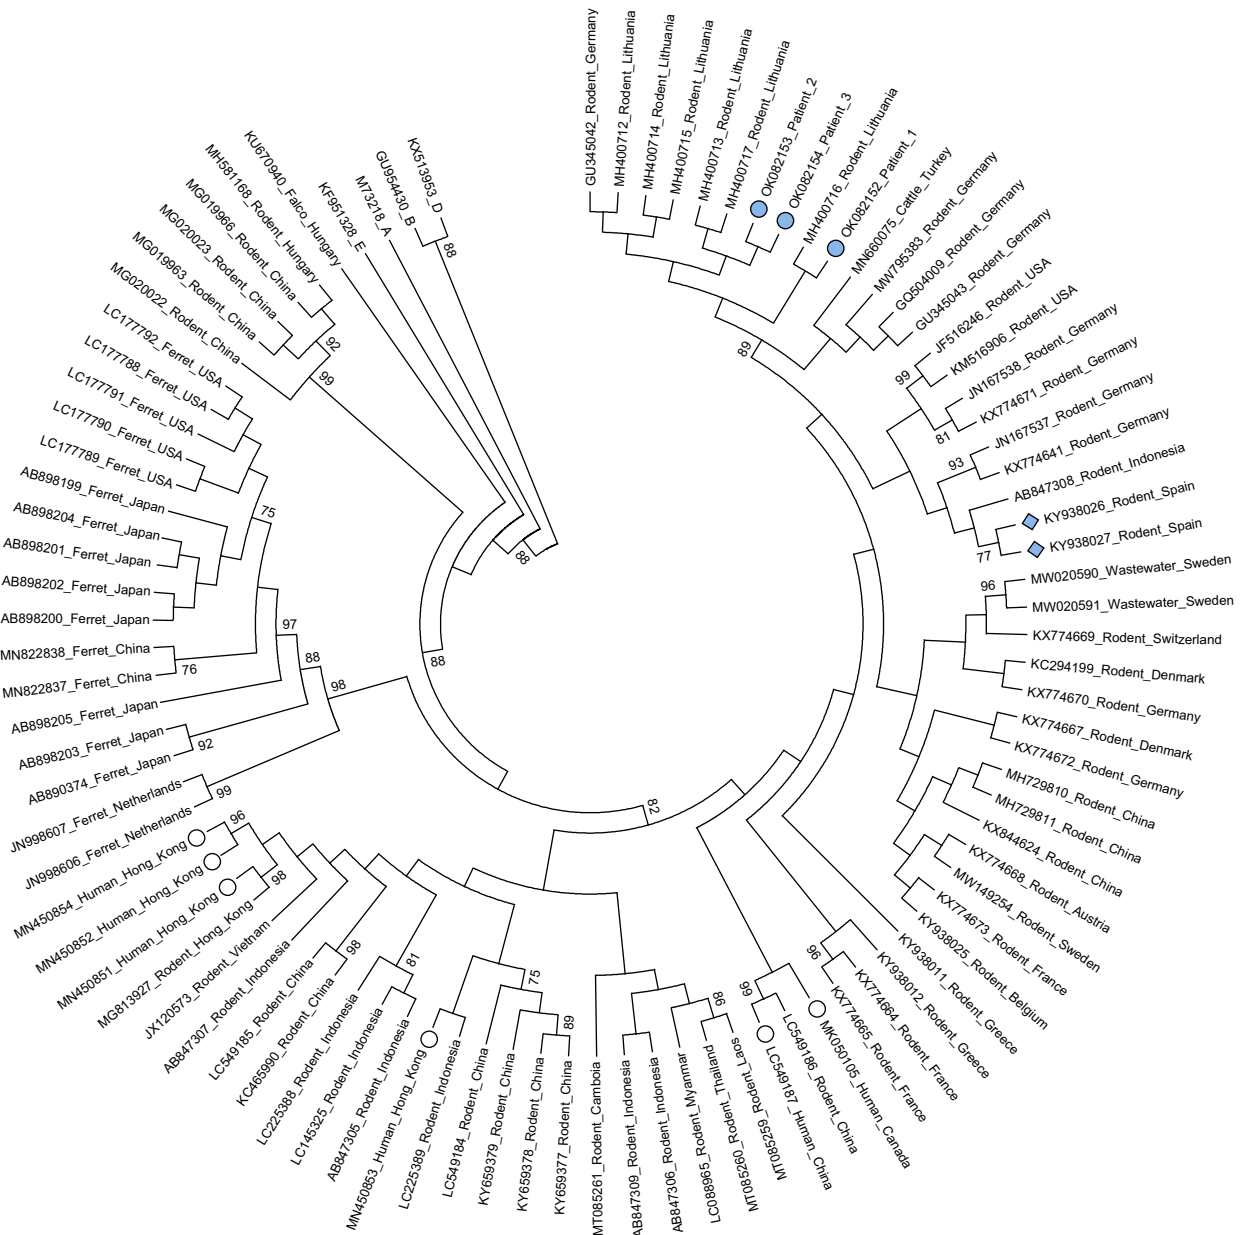 GU345042_Rodent_Germany
MH400712_Rodent_Lithuania
MH400714_Rodent_Lithuania
MH400715_Rodent_Lithuania
MH400713_Rodent_Lithuania
MH400717_Rodent_Lithuania
OK082153_Patient_2
OK082154_Patient_3
MH400716_Rodent_Lithuania
OK082152_Patient_1
MN660075_Cattle_Turkey
MW795383_Rodent_Germany
GQ504009_Rodent_Germany
GU345043_Rodent_Germany
89
JF516246_Rodent_USA
KM516906_Rodent_USA
99
JN167538_Rodent_Germany
KX774671_Rodent_Germany
81
JN167537_Rodent_Germany
KX774641_Rodent_Germany
93
AB847308_Rodent_Indonesia
KY938026_Rodent_Spain
KY938027_Rodent_Spain
77
MW020590_Wastewater_Sweden
MW020591_Wastewater_Sweden
96
KX774669_Rodent_Switzerland
KC294199_Rodent_Denmark
KX774670_Rodent_Germany
KX774667_Rodent_Denmark
KX774672_Rodent_Germany
MH729810_Rodent_China
MH729811_Rodent_China
KX844624_Rodent_China
KX774668_Rodent_Austria
MW149254_Rodent_Sweden
KX774673_Rodent_France
KY938025_Rodent_Belgium
KY938011_Rodent_Greece
KY938012_Rodent_Greece
KX774664_Rodent_France
KX774665_Rodent_France
96
MK050105_Human_Canada
LC549186_Rodent_China
LC549187_Human_China
99
MT085259_Rodent_Laos
MT085260_Rodent_Thailand
98
LC088965_Rodent_Myanmar
AB847306_Rodent_Indonesia
AB847309_Rodent_Indonesia
MT085261_Rodent_Camboia
KY659377_Rodent_China
KY659378_Rodent_China
89
KY659379_Rodent_China
LC549184_Rodent_China
75
LC225389_Rodent_Indonesia
MN450853_Human_Hong_Kong
AB847305_Rodent_Indonesia
LC145325_Rodent_Indonesia
LC225388_Rodent_Indonesia
81
KC465990_Rodent_China
LC549185_Rodent_China
98
AB847307_Rodent_Indonesia
JX120573_Rodent_Vietnam
MG813927_Rodent_Hong_Kong
MN450851_Human_Hong_Kong
98
MN450852_Human_Hong_Kong
MN450854_Human_Hong_Kong
96
82
JN998606_Ferret_Netherlands
JN998607_Ferret_Netherlands
99
AB890374_Ferret_Japan
AB898203_Ferret_Japan
92
AB898205_Ferret_Japan
MN822837_Ferret_China
MN822838_Ferret_China
76
97
88
98
AB898200_Ferret_Japan
AB898202_Ferret_Japan
AB898201_Ferret_Japan
AB898204_Ferret_Japan
AB898199_Ferret_Japan
75
LC177789_Ferret_USA
LC177790_Ferret_USA
LC177791_Ferret_USA
LC177788_Ferret_USA
LC177792_Ferret_USA
MG020022_Rodent_China
MG019963_Rodent_China
MG020023_Rodent_China
MG019966_Rodent_China
MH581168_Rodent_Hungary
92
99
KU670940_Falco_Hungary
KF951328_E
M73218_A
GU954430_B
KX513953_D
88
88
88